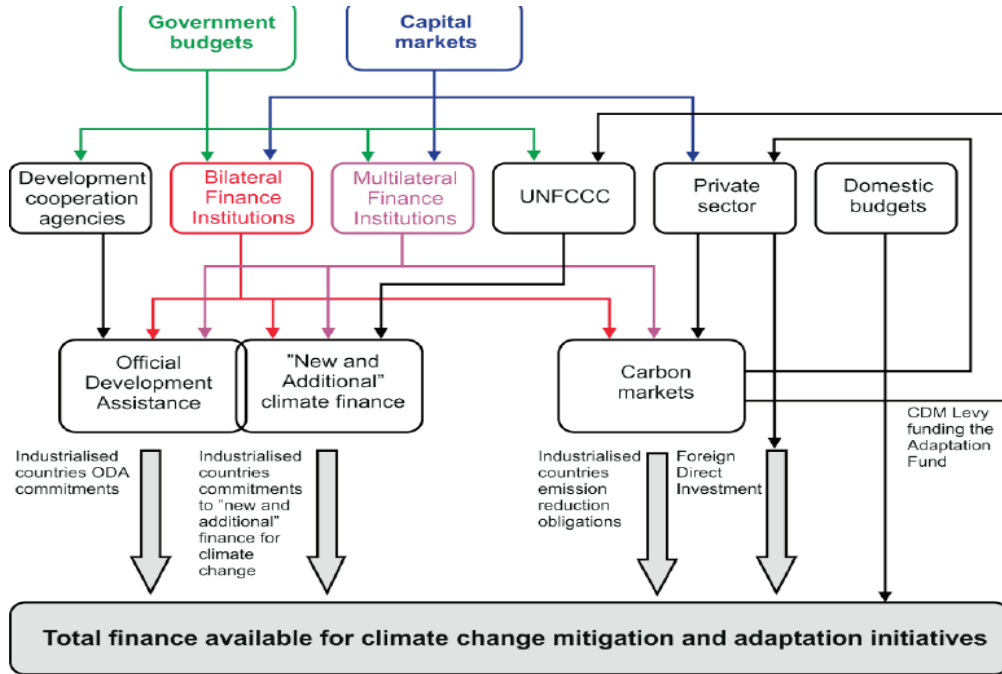 Government
budgets
Capital
markets
Development
cooperation
agencies
Bilateral
Finance
Institutions
Multilateral
Finance
Institutions
UNFCCC
Private
sector
Domestic
budgets
Official
Development
Assistance
"New and
Additional"
climate finance
Carbon
markets
CDM Levy
funding the
Adaptation
Fund
Industrialised
countries ODA
commitments
Industrialised
countries
commitments
to "new and
additional"
finance for
climate
change
Industrialised
countries
emission
reduction
obligations
Foreign
Direct
Investment
Total finance available for climate change mitigation and adaptation initiatives